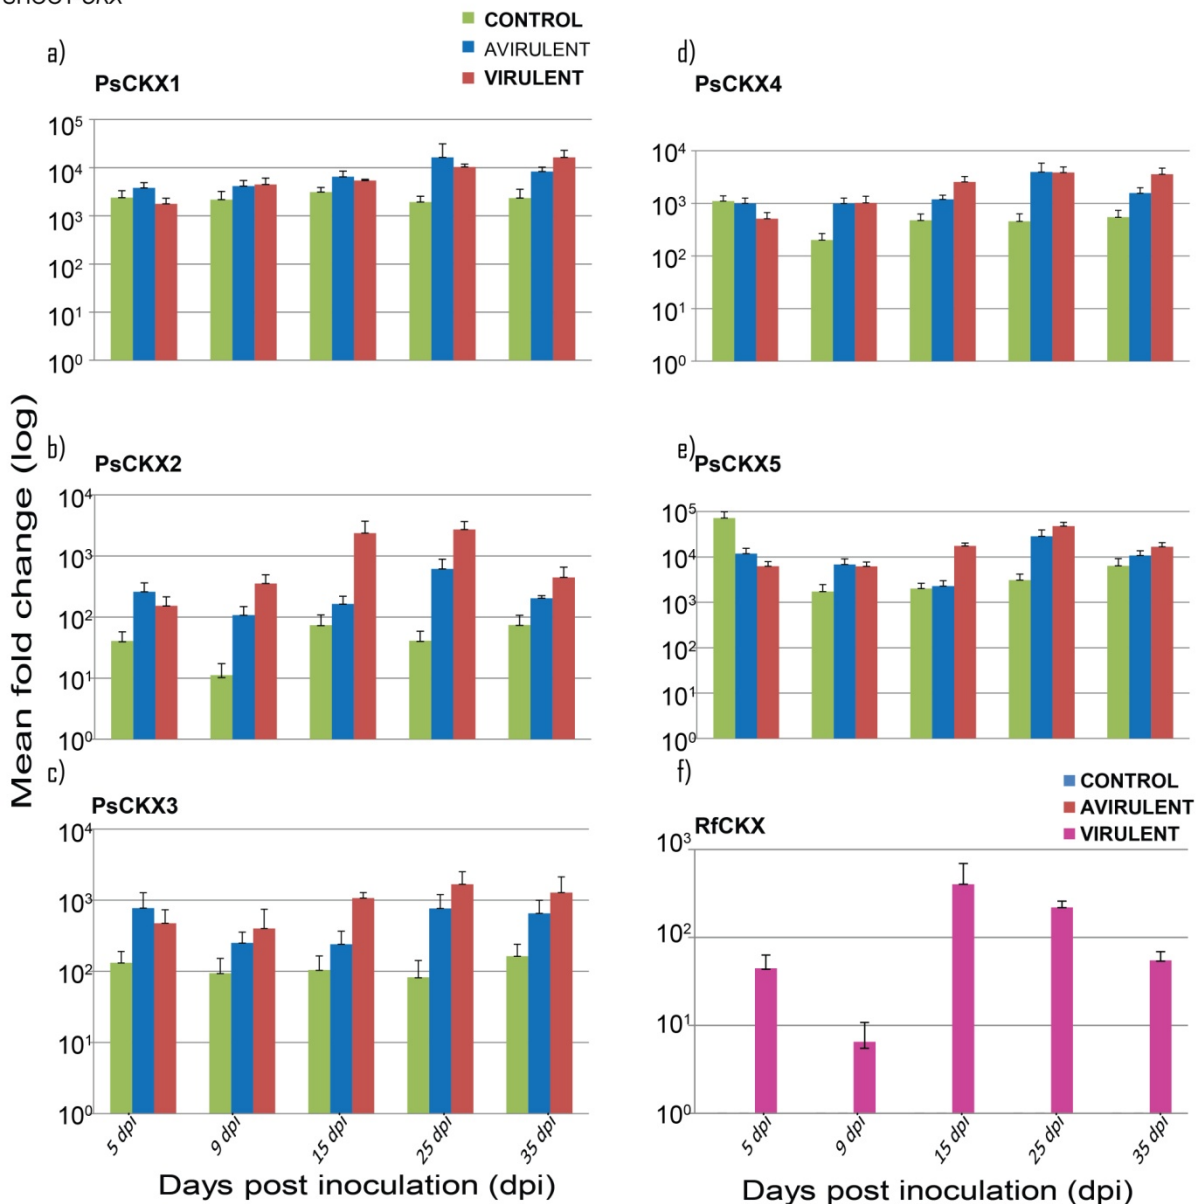 SHOOT CKX
CONTROL
AVIRULENT
VIRULENT
a)
PsCKX1
10⁵
10⁴
10³
10²
10¹
10⁰
d)
PsCKX4
10⁴
10³
10²
10¹
10⁰
Mean fold change (log)
b)
PsCKX2
10⁴
10³
10²
10¹
10⁰
e)
PsCKX5
10⁵
10⁴
10³
10²
10¹
10⁰
c)
PsCKX3
10⁴
10³
10²
10¹
10⁰
5 dpi
9 dpi
15 dpi
25 dpi
35 dpi
Days post inoculation (dpi)
f)
CONTROL
AVIRULENT
VIRULENT
RfCKX
10³
10²
10¹
10⁰
5 dpi
9 dpi
15 dpi
25 dpi
35 dpi
Days post inoculation (dpi)